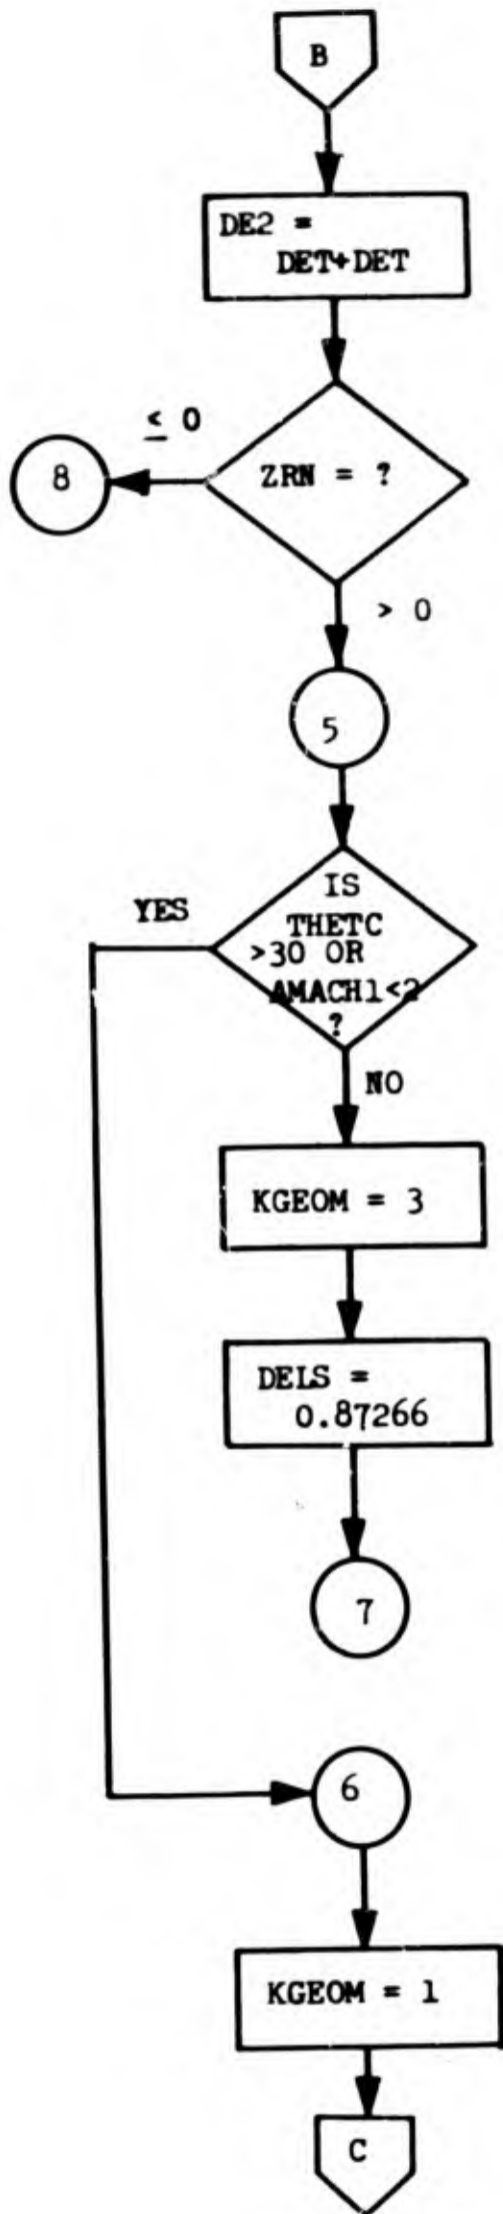 B
DE2 =
DET+DET
≤ 0
8
ZRN = ?
> 0
5
IS
YES
THETC
>30 OR
AMACH1<2
?
NO
KGEOM = 3
DELS =
0.87266
7
6
KGEOM = 1
C